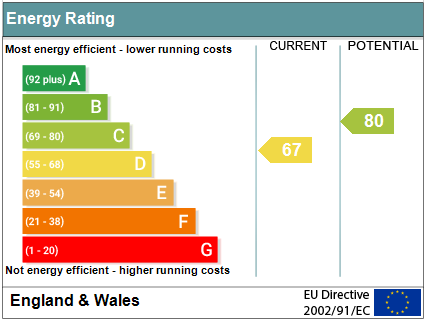 Energy Rating
Most energy efficient - lower running costs
CURRENT
POTENTIAL
(92 plus) A
(81 - 91) B
(69 - 80) C
(55 - 68) D
(39 - 54) E
(21 - 38) F
(1 - 20) G
67
80
Not energy efficient - higher running costs
England & Wales
EU Directive
2002/91/EC